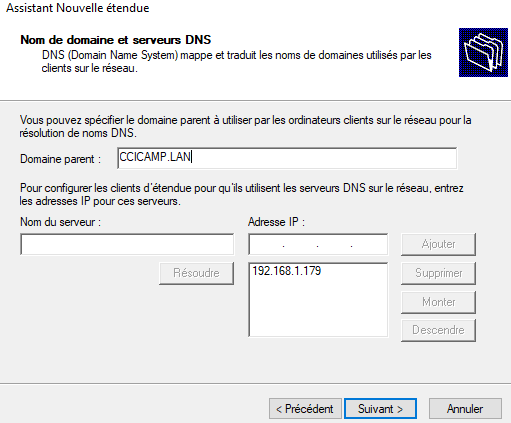 Assistant Nouvelle étendue
Nom de domaine et serveurs DNS
DNS (Domain Name System) mappe et traduit les noms de domaines utilisés par les
clients sur le réseau.
Vous pouvez spécifier le domaine parent à utiliser par les ordinateurs clients sur le réseau pour la
résolution de noms DNS.
Domaine parent : CCICAMP.LAN
Pour configurer les clients d'étendue pour qu'ils utilisent les serveurs DNS sur le réseau, entrez
les adresses IP pour ces serveurs.
Nom du serveur : Adresse IP :
. . . Ajouter
Résoudre 192.168.1.179 Supprimer
Monter
Descendre
< Précédent Suivant > Annuler